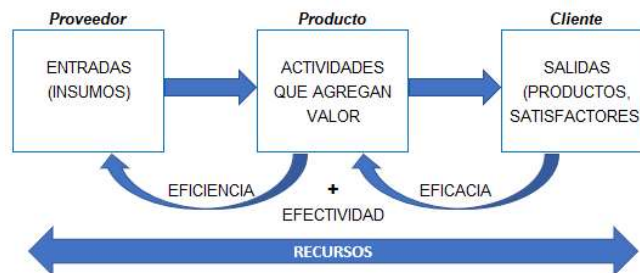 Proveedor
Producto
Cliente
ENTRADAS
(INSUMOS)
ACTIVIDADES
QUE AGREGAN
VALOR
SALIDAS
(PRODUCTOS,
SATISFACTORES
EFICIENCIA
+
EFICACIA
EFECTIVIDAD
RECURSOS